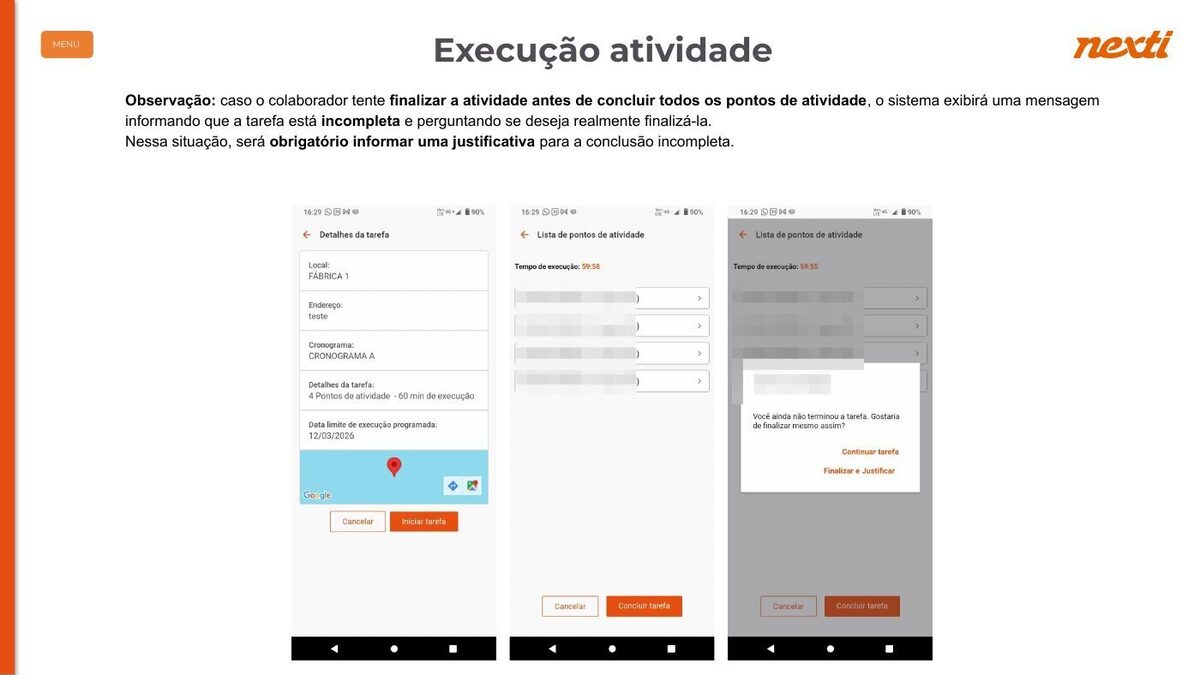 MENU
Execução atividade
nexti
Observação: caso o colaborador tente finalizar a atividade antes de concluir todos os pontos de atividade, o sistema exibirá uma mensagem
informando que a tarefa está incompleta e perguntando se deseja realmente finalizá-la.
Nessa situação, será obrigatório informar uma justificativa para a conclusão incompleta.
16:29 90%
Detalhes da tarefa
Local:
FÁBRICA 1
Endereço:
teste
Cronograma:
CRONOGRAMA A
Detalhes da tarefa:
4 Pontos de atividade - 60 min de execução
Data limite de execução programada:
12/03/2026
Google
Cancelar Iniciar tarefa
16:29 90%
Lista de pontos de atividade
Tempo de execução: 59:58
)
)
)
)
Cancelar Concluir tarefa
16:29 90%
Lista de pontos de atividade
Tempo de execução: 59:55
Você ainda não terminou a tarefa. Gostaria
de finalizar mesmo assim?
Continuar tarefa
Finalizar e Justificar
Cancelar Concluir tarefa